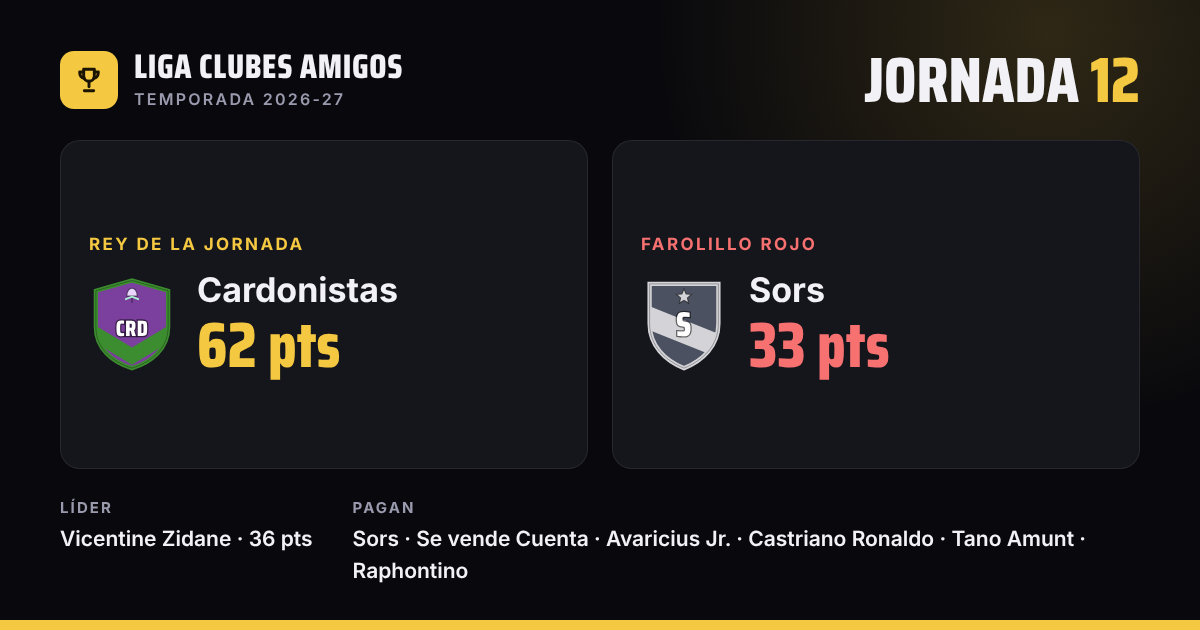 LIGA CLUBES AMIGOS
TEMPORADA 2026-27
JORNADA 12
REY DE LA JORNADA
CRD
Cardonistas
62 pts
FAROLILLO ROJO
S
Sors
33 pts
LÍDER
Vicentine Zidane · 36 pts
PAGAN
Sors · Se vende Cuenta · Avaricius Jr. · Castriano Ronaldo · Tano Amunt ·
Raphontino